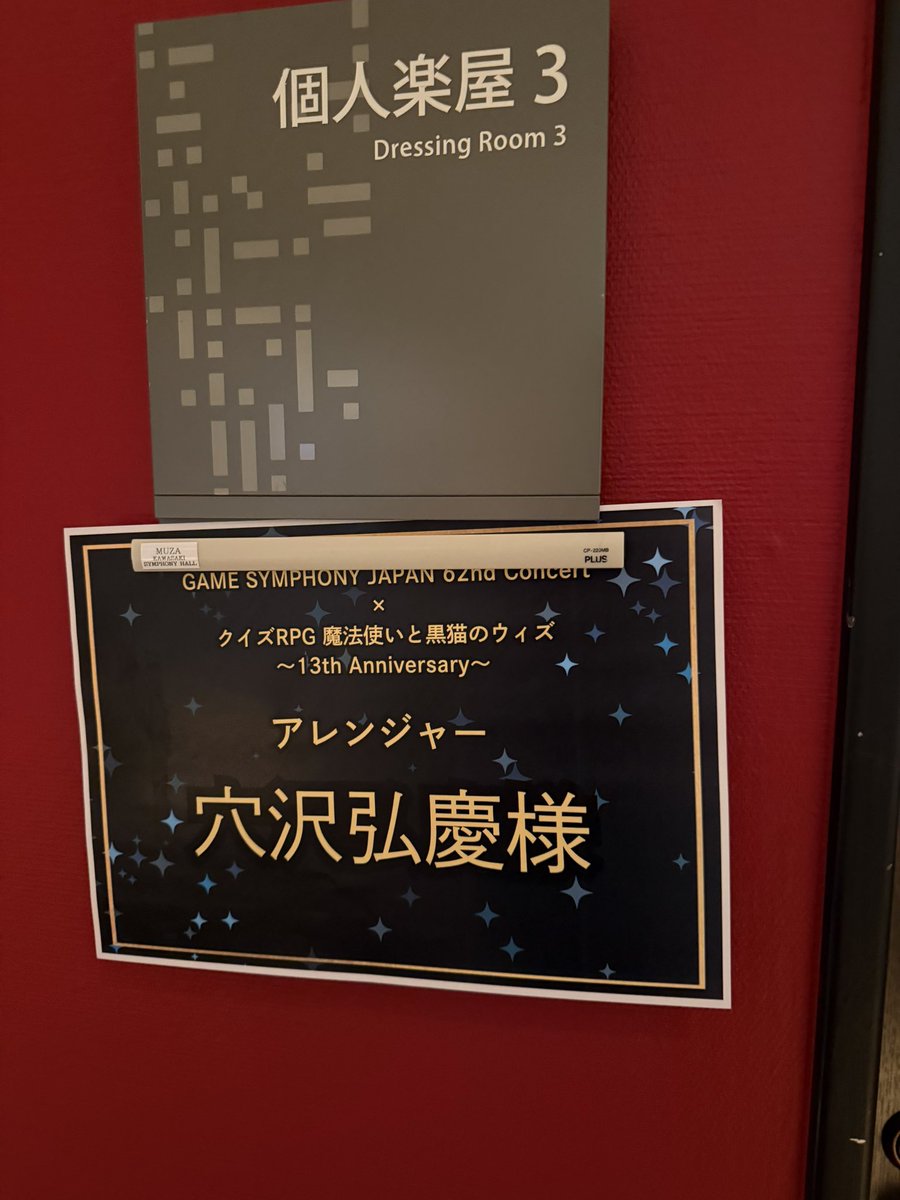 個人楽屋 3
Dressing Room 3
MUZA
KAWASAKI
SYMPHONY HALL
CP-220MB
PLUS
GAME SYMPHONY JAPAN 62nd Concert
×
クイズRPG 魔法使いと黒猫のウィズ
～13th Anniversary～
アレンジャー
穴沢弘慶様